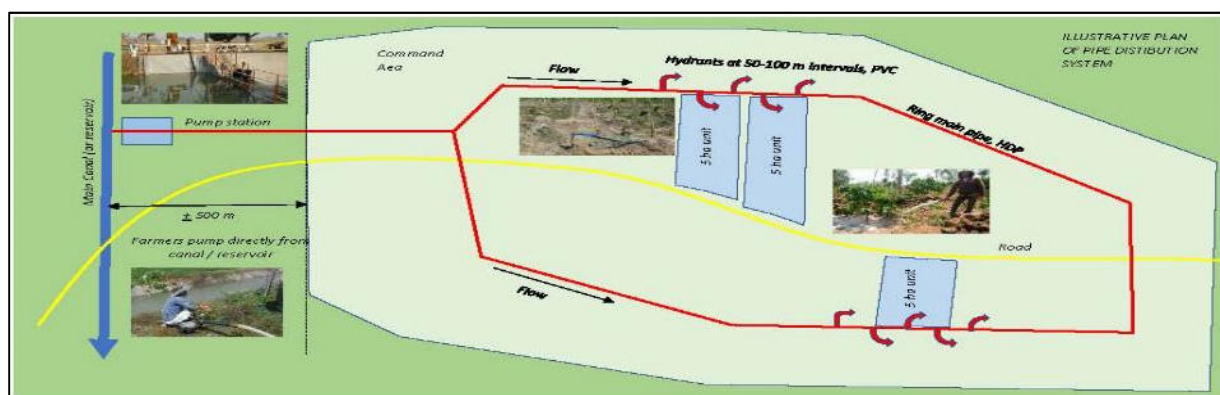 ILLUSTRATIVE PLAN
OF PIPE DISTIBUTION
SYSTEM
Command
Aea
Flow
Hydrants at 50-100 m intervals, PVC
Ring main pipe, HDP
Pump station
Main Canal (or reservoir)
5 ha unit
5 ha unit
± 500 m
Farmers pump directly from
canal / reservoir
Road
5 ha unit
Flow